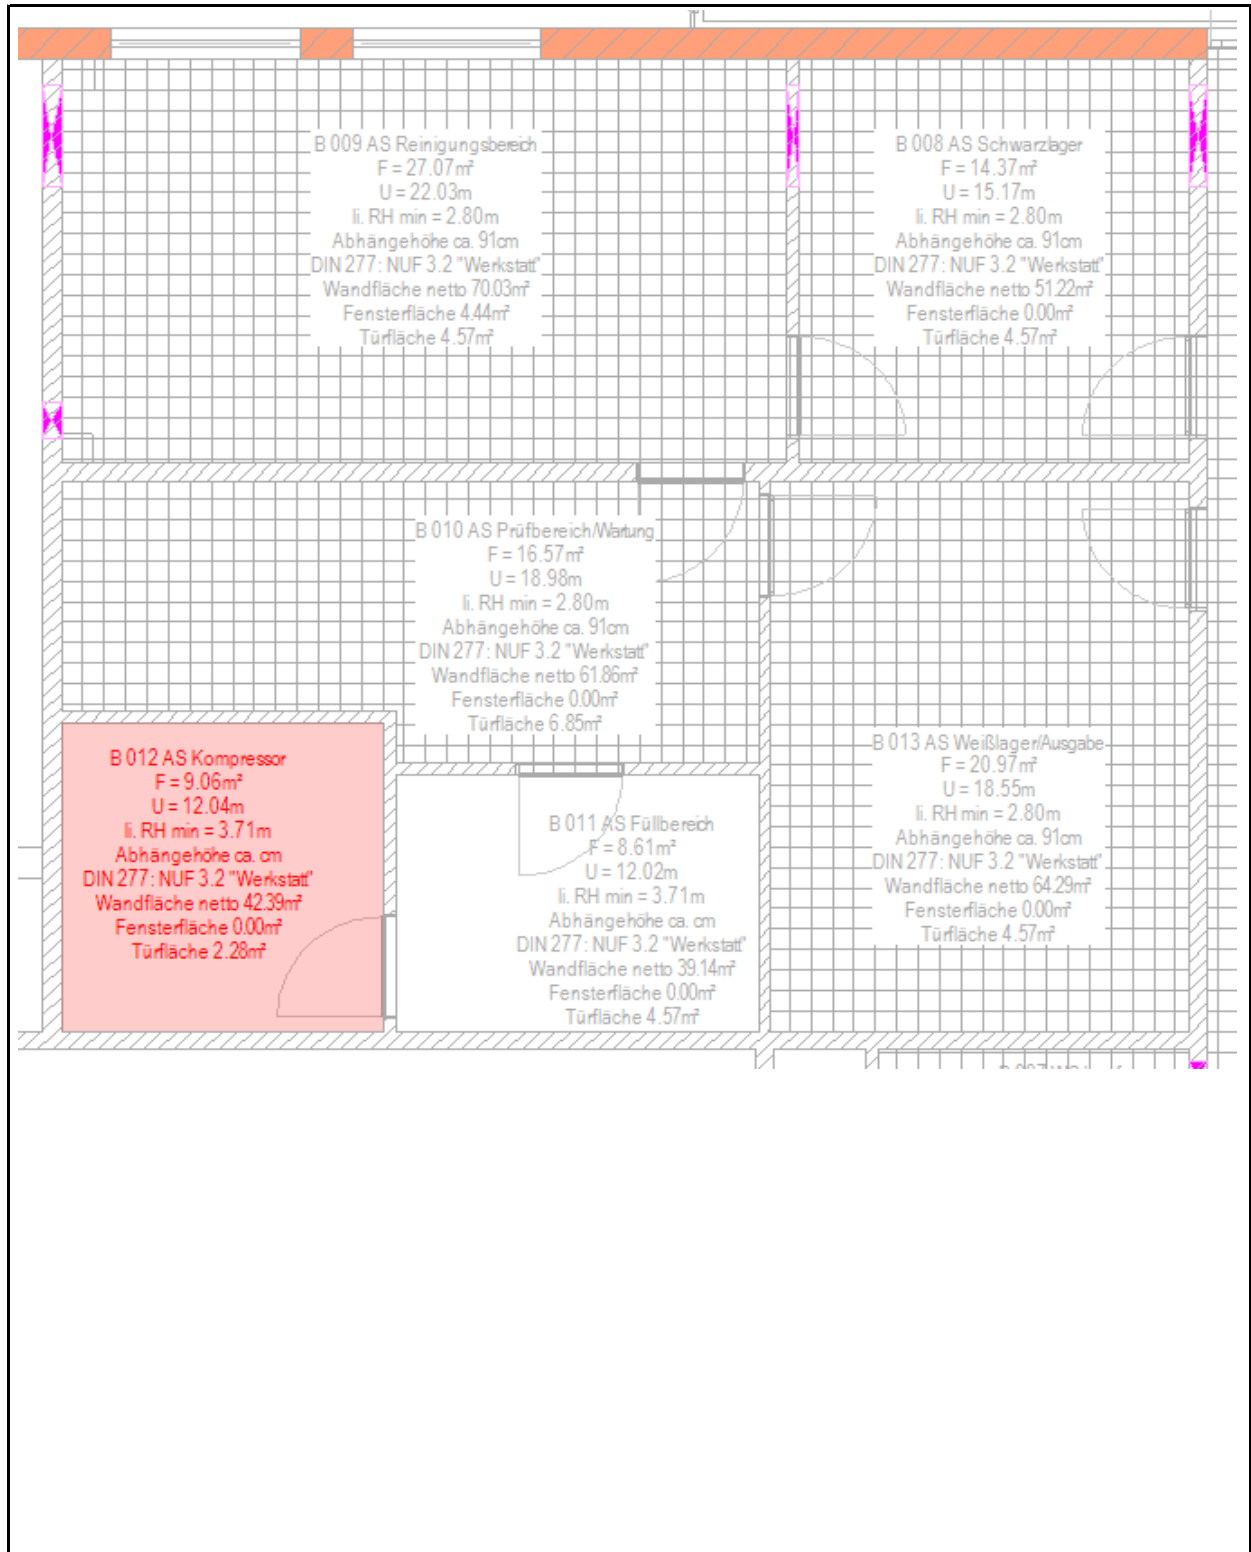 B 009 AS Reinigungsbereich
F = 27.07m²
U = 22.03m
li. RH min = 2.80m
Abhängehöhe ca. 91cm
DIN 277: NUF 3.2 "Werkstatt"
Wandfläche netto 70.03m²
Fensterfläche 4.44m²
Türfläche 4.57m²
B 008 AS Schwarzlager
F = 14.37m²
U = 15.17m
li. RH min = 2.80m
Abhängehöhe ca. 91cm
DIN 277: NUF 3.2 "Werkstatt"
Wandfläche netto 51.22m²
Fensterfläche 0.00m²
Türfläche 4.57m²
B 010 AS Prüfbereich/Wartung
F = 16.57m²
U = 18.98m
li. RH min = 2.80m
Abhängehöhe ca. 91cm
DIN 277: NUF 3.2 "Werkstatt"
Wandfläche netto 61.86m²
Fensterfläche 0.00m²
Türfläche 6.85m²
B 012 AS Kompressor
F = 9.06m²
U = 12.04m
li. RH min = 3.71m
Abhängehöhe ca. cm
DIN 277: NUF 3.2 "Werkstatt"
Wandfläche netto 42.39m²
Fensterfläche 0.00m²
Türfläche 2.28m²
B 011 AS Füllbereich
F = 8.61m²
U = 12.02m
li. RH min = 3.71m
Abhängehöhe ca. cm
DIN 277: NUF 3.2 "Werkstatt"
Wandfläche netto 39.14m²
Fensterfläche 0.00m²
Türfläche 4.57m²
B 013 AS Weißlager/Ausgabe
F = 20.97m²
U = 18.55m
li. RH min = 2.80m
Abhängehöhe ca. 91cm
DIN 277: NUF 3.2 "Werkstatt"
Wandfläche netto 64.29m²
Fensterfläche 0.00m²
Türfläche 4.57m²